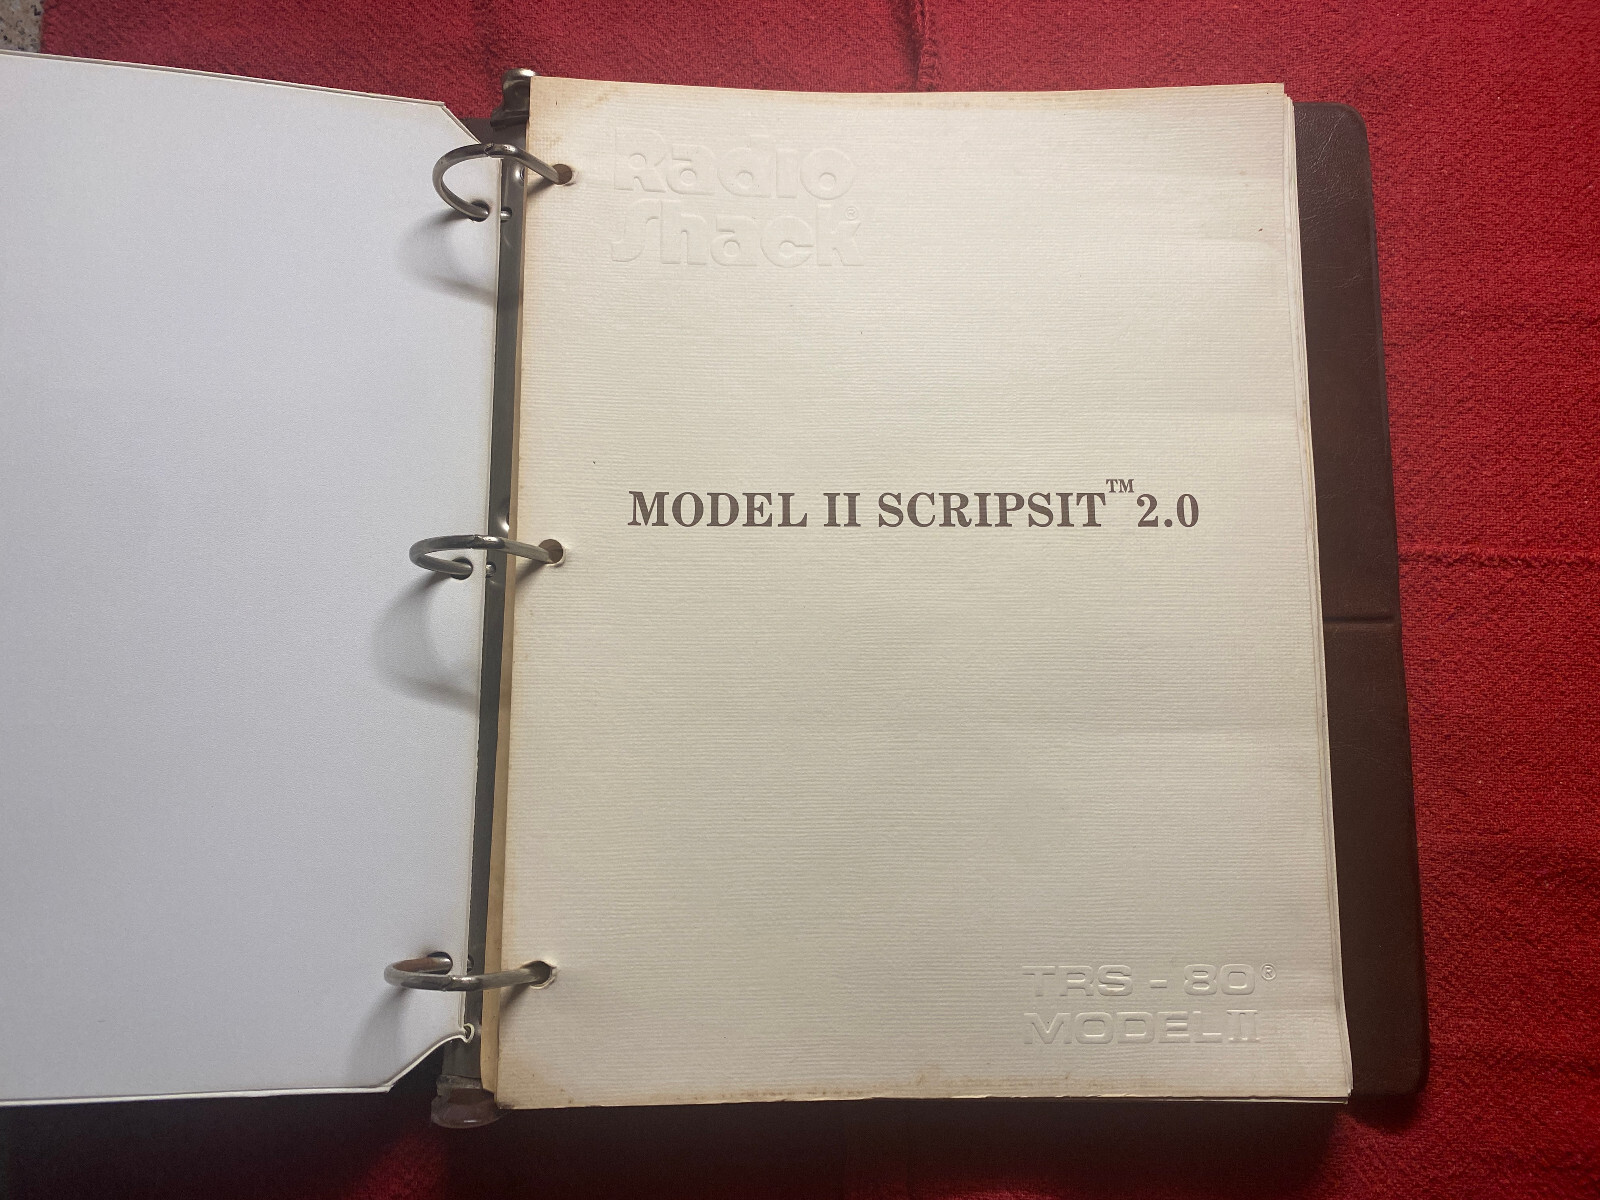 Radio
Shack®
MODEL II SCRIPSIT™ 2.0
TRS-80®
MODEL II